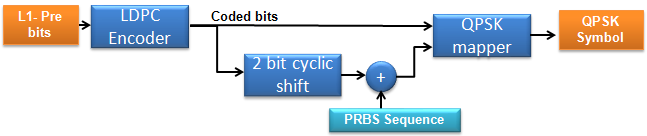 L1- Pre
bits
LDPC
Encoder
Coded bits
2 bit cyclic
shift
+
PRBS Sequence
QPSK
mapper
QPSK
Symbol